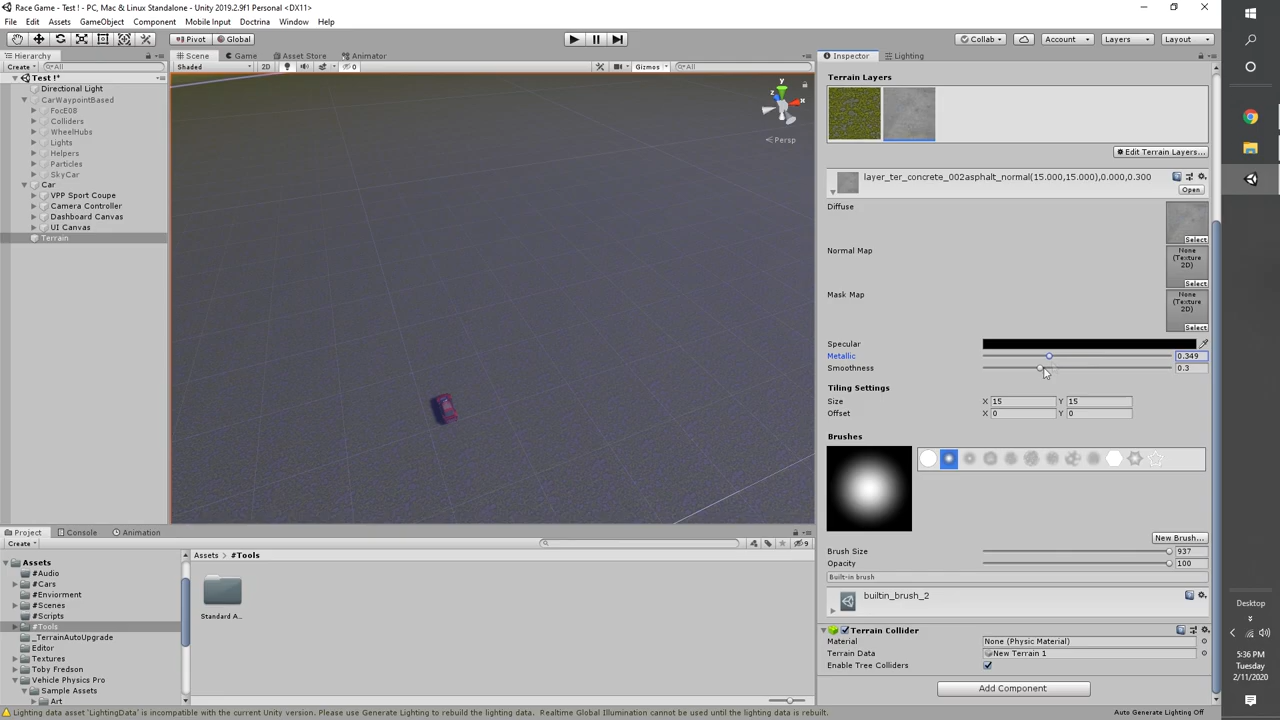 Race Game - Test ! - PC, Mac & Linux Standalone - Unity 2019.2.9f1 Personal <DX11>
File Edit Assets GameObject Component Mobile Input Doctrina Window Help
Pivot Global Collab Account Layers Layout
Hierarchy Scene Game Asset Store Animator Inspector Lighting
Create All Shaded 2D 0 Gizmos All
Test !*
Directional Light
CarWaypointBased
FocE08
Colliders
WheelHubs
Lights
Helpers
Particles
SkyCar
Car
VPP Sport Coupe
Camera Controller
Dashboard Canvas
UI Canvas
Terrain
y
x
z
Persp
Terrain Layers
Edit Terrain Layers...
layer_ter_concrete_002asphalt_normal(15.000,15.000),0.000,0.300
Open
Diffuse
Select
Normal Map
None (Texture 2D)
Select
Mask Map
None (Texture 2D)
Select
Specular
Metallic 0.349
Smoothness 0.3
Tiling Settings
Size X 15 Y 15
Offset X 0 Y 0
Brushes
New Brush...
Brush Size 937
Opacity 100
Built-in brush
builtin_brush_2
Terrain Collider
Material None (Physic Material)
Terrain Data New Terrain 1
Enable Tree Colliders
Add Component
Project Console Animation
Create 9
Assets
#Audio
#Cars
#Enviorment
#Scenes
#Scripts
#Tools
_TerrainAutoUpgrade
Editor
Textures
Toby Fredson
Vehicle Physics Pro
Sample Assets
Art
Assets > #Tools
Standard A...
Lighting data asset 'LightingData' is incompatible with the current Unity version. Please use Generate Lighting to rebuild the lighting data. Realtime Global Illumination cannot be used until the lighting data is rebuilt.
Auto Generate Lighting Off
Desktop
5:36 PM
Tuesday
2/11/2020